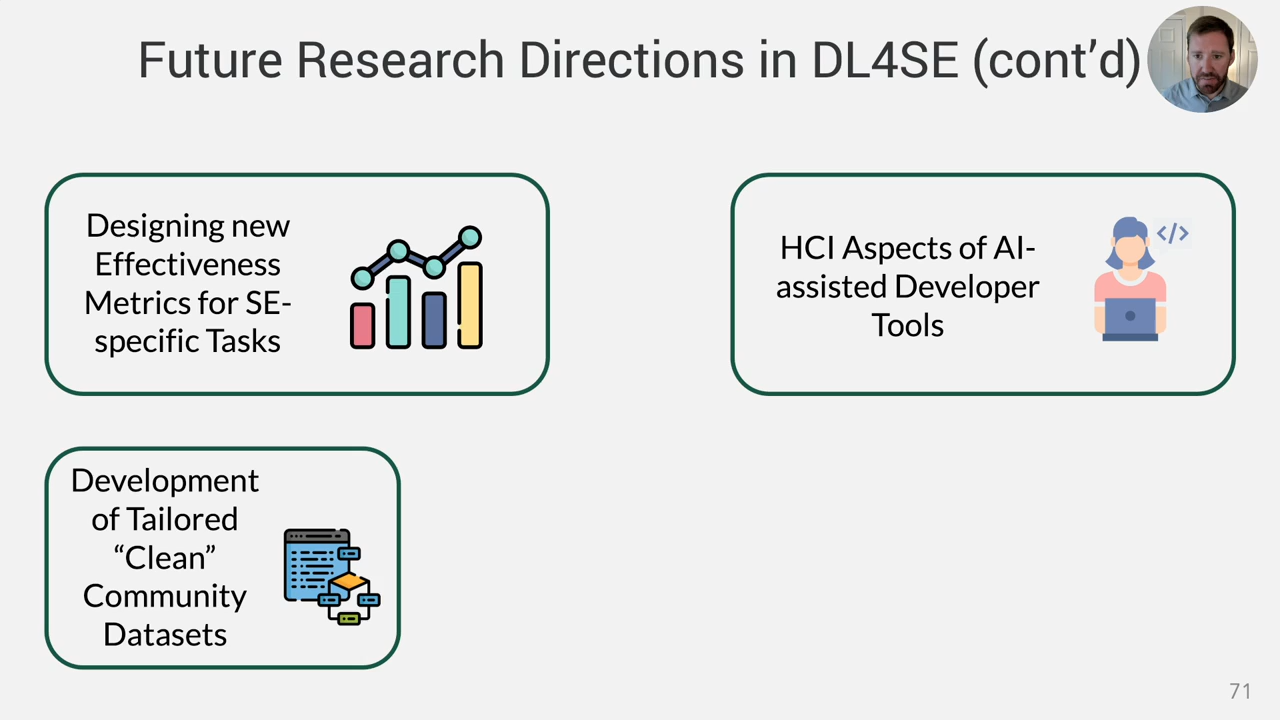 Future Research Directions in DL4SE (cont’d)
Designing new
Effectiveness
Metrics for SE-
specific Tasks
HCI Aspects of AI-
assisted Developer
Tools
</>
Development
of Tailored
“Clean”
Community
Datasets
71